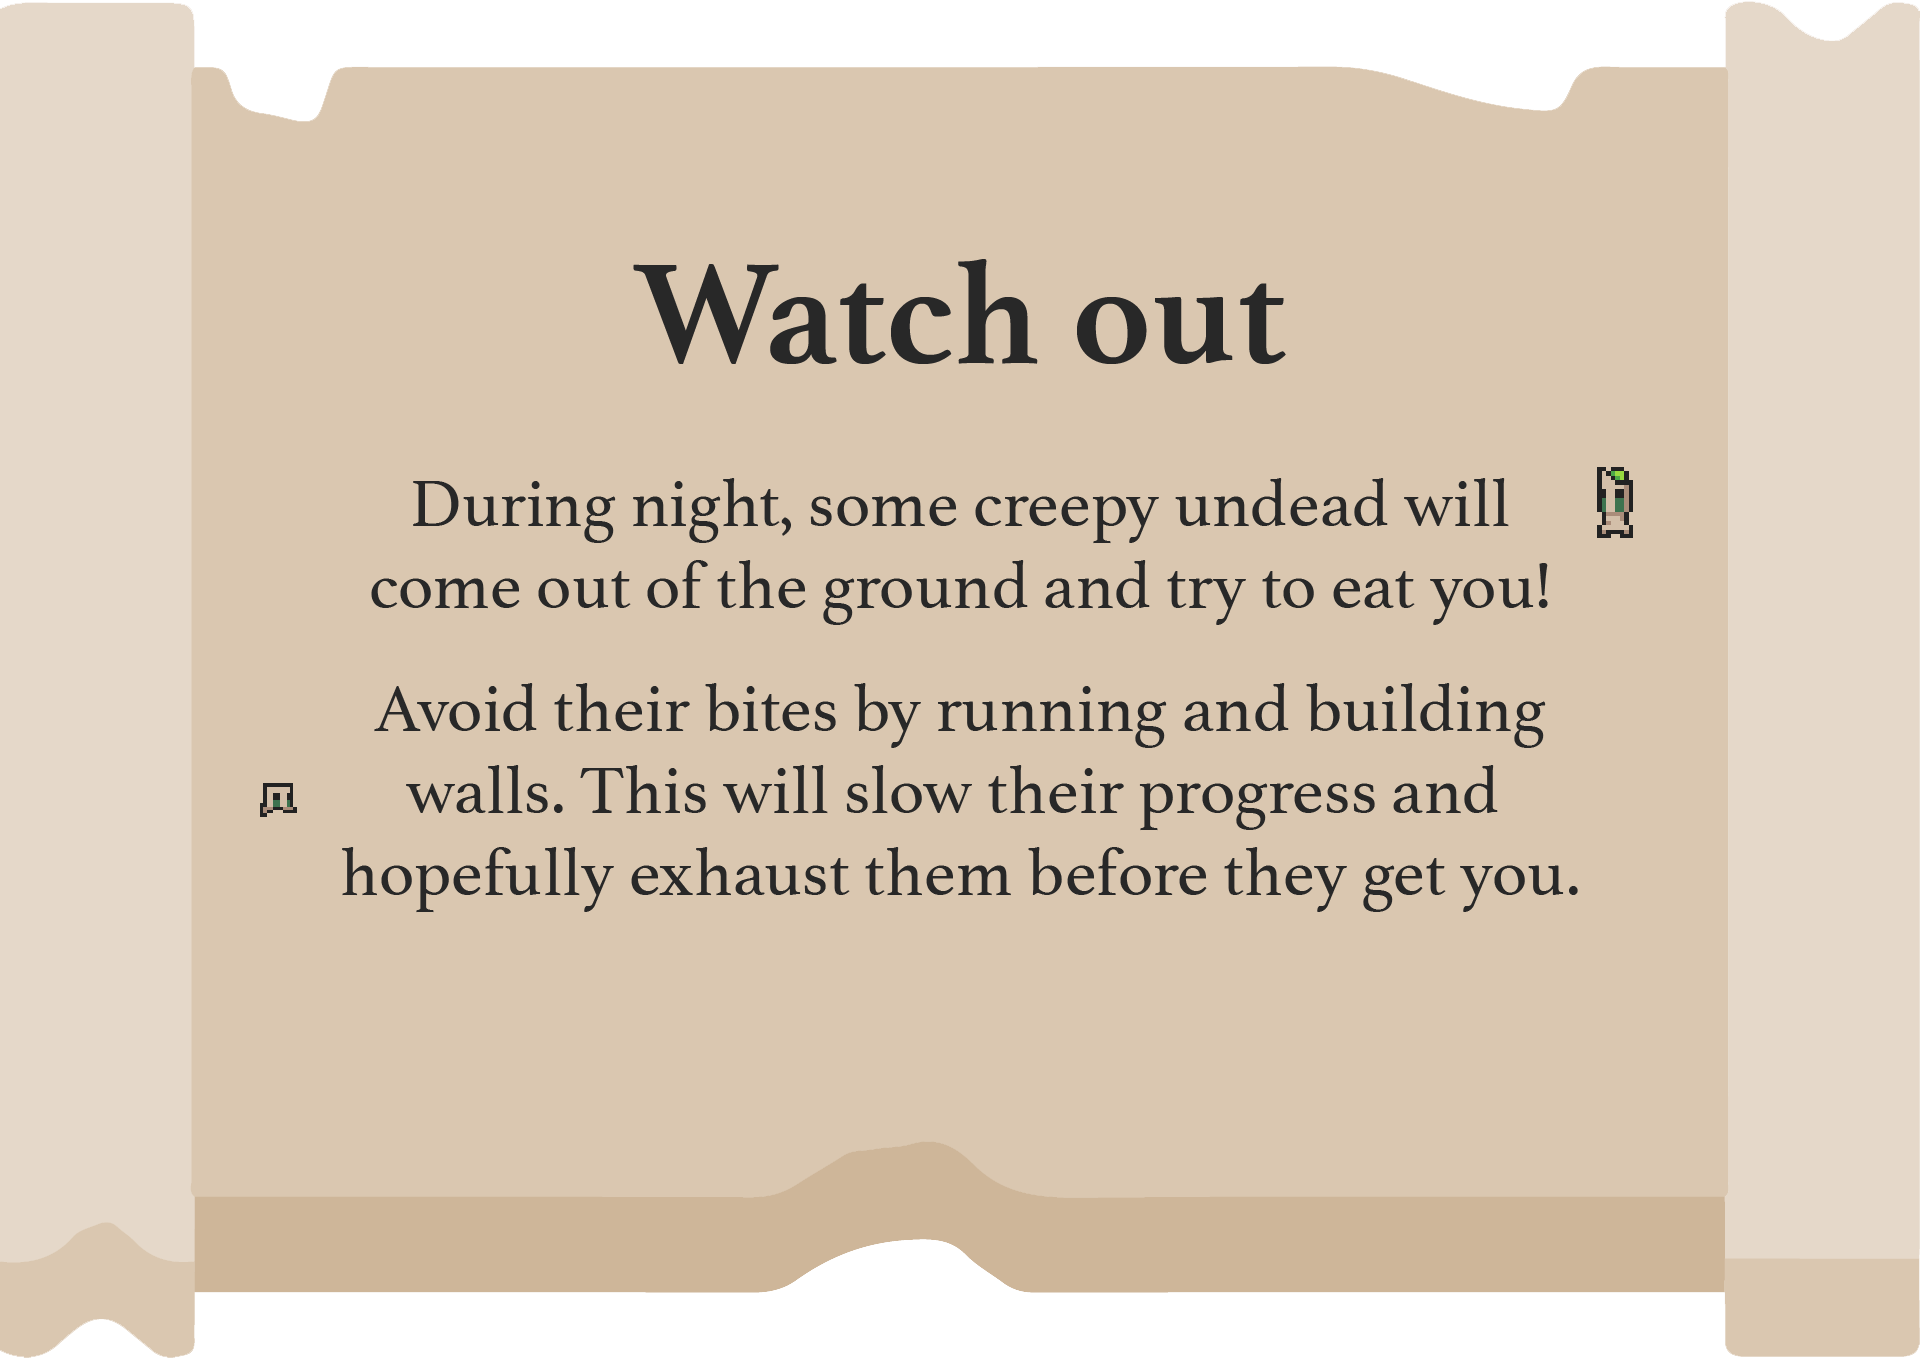 Watch out
During night, some creepy undead will
come out of the ground and try to eat you!
Avoid their bites by running and building
walls. This will slow their progress and
hopefully exhaust them before they get you.